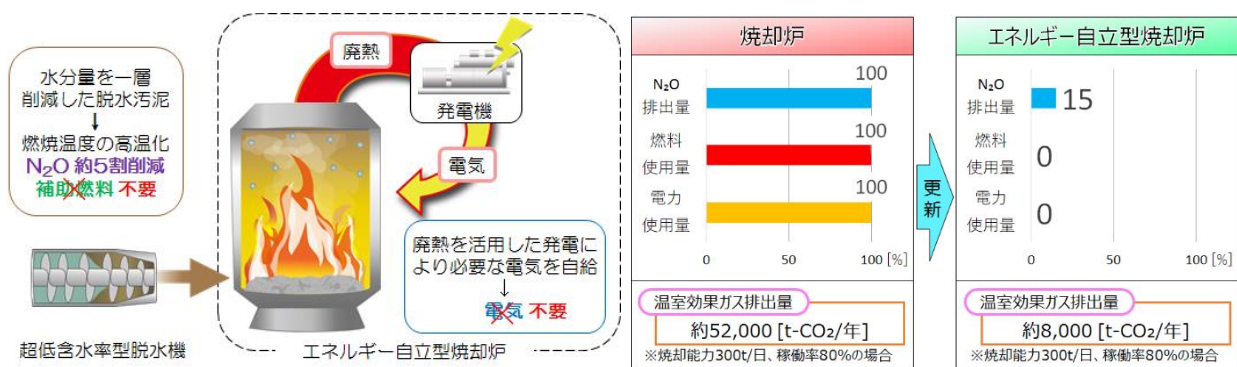 水分量を一層
削減した脱水汚泥
↓
燃焼温度の高温化
N₂O 約5割削減
補助燃料 不要
超低含水率型脱水機
廃熱
発電機
電気
廃熱を活用した発電に
より必要な電気を自給
↓
電気 不要
エネルギー自立型焼却炉
焼却炉
N₂O
排出量
100
燃料
使用量
100
電力
使用量
100
0 50 100 [%]
温室効果ガス排出量
約52,000 [t-CO₂/年]
※焼却能力300t/日、稼働率80%の場合
更新
エネルギー自立型焼却炉
N₂O
排出量
15
燃料
使用量
0
電力
使用量
0
0 50 100 [%]
温室効果ガス排出量
約8,000 [t-CO₂/年]
※焼却能力300t/日、稼働率80%の場合